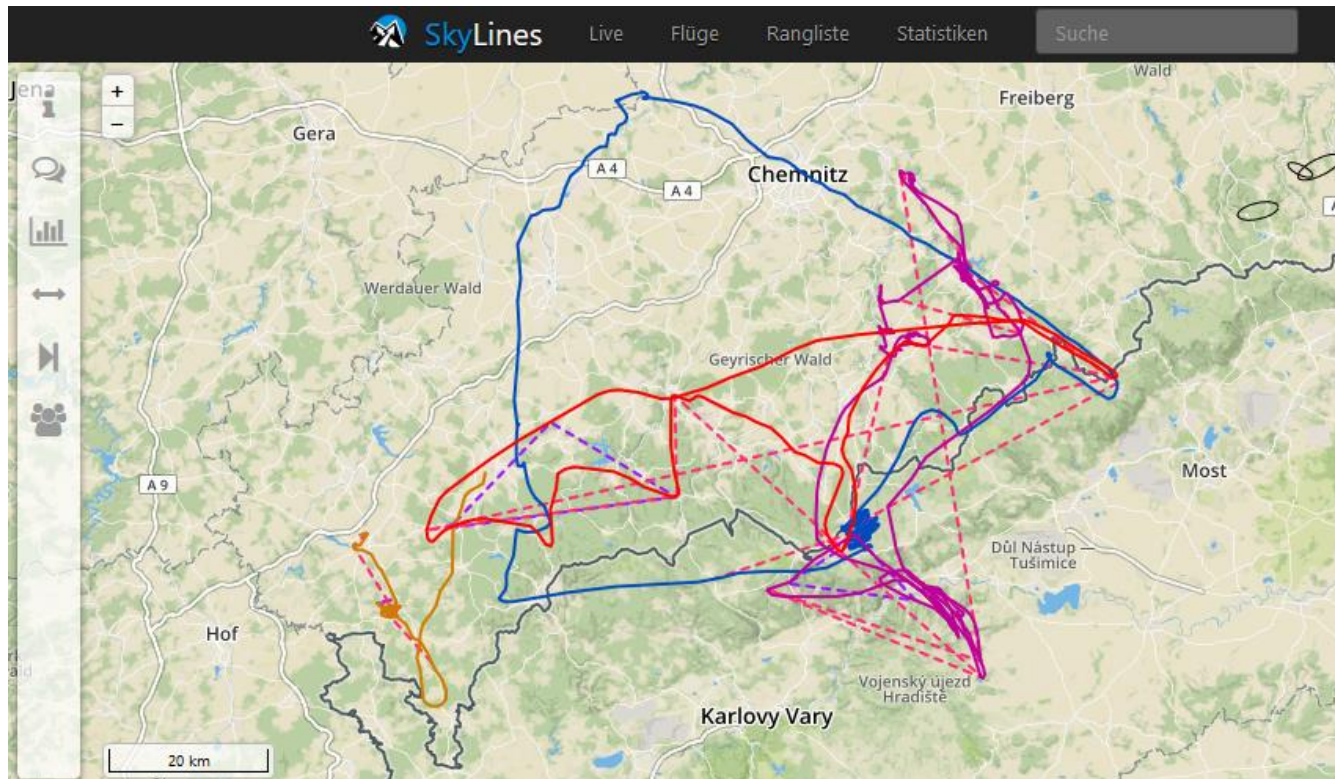 SkyLines Live Flüge Rangliste Statistiken Suche
Jena
+
−
Wald
Freiberg
Gera
A 4
A 4
Chemnitz
Werdauer Wald
Geyrischer Wald
A 9
Most
Důl Nástup —
Tušimice
Hof
Vojenský újezd
Hradiště
Karlovy Vary
20 km